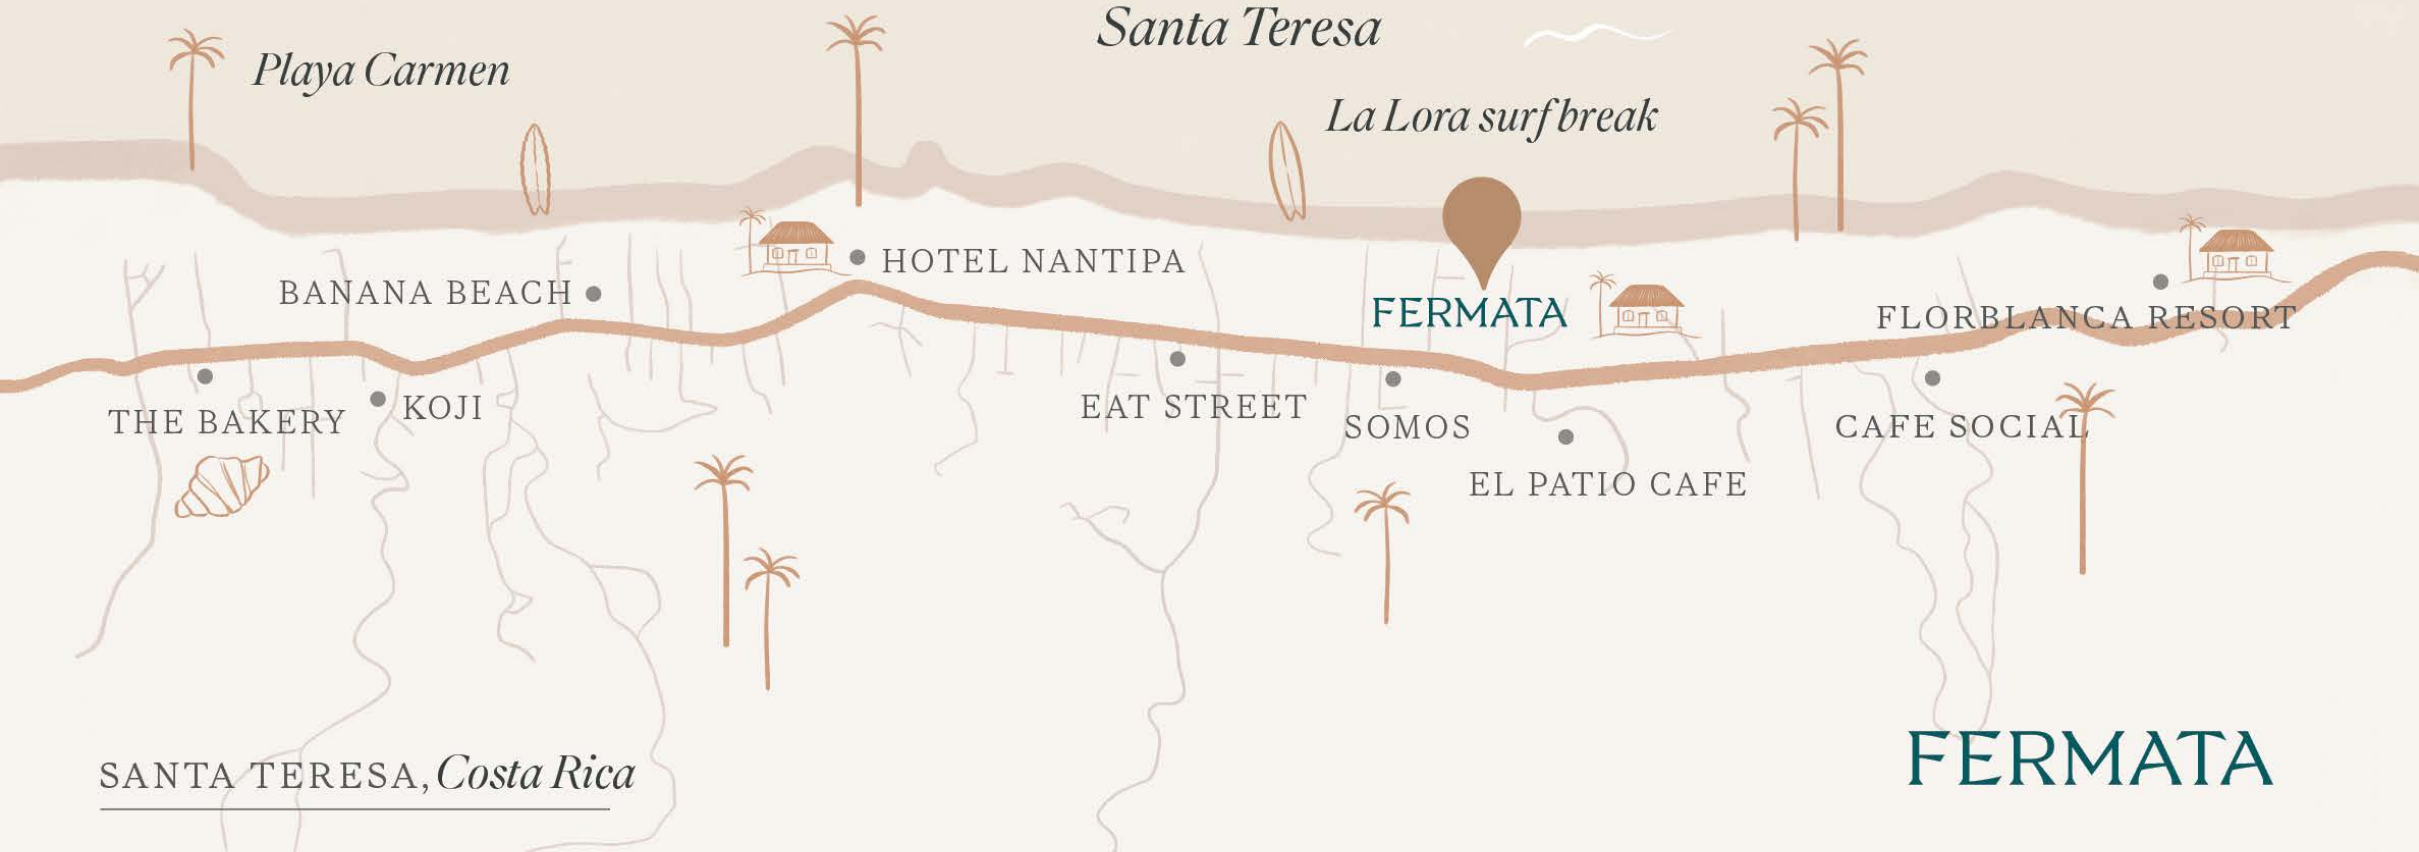 Santa Teresa
Playa Carmen
La Lora surf break
HOTEL NANTIPA
BANANA BEACH
FERMATA
FLORBLANCA RESORT
THE BAKERY
KOJI
EAT STREET
SOMOS
CAFE SOCIAL
EL PATIO CAFE
SANTA TERESA, Costa Rica
FERMATA